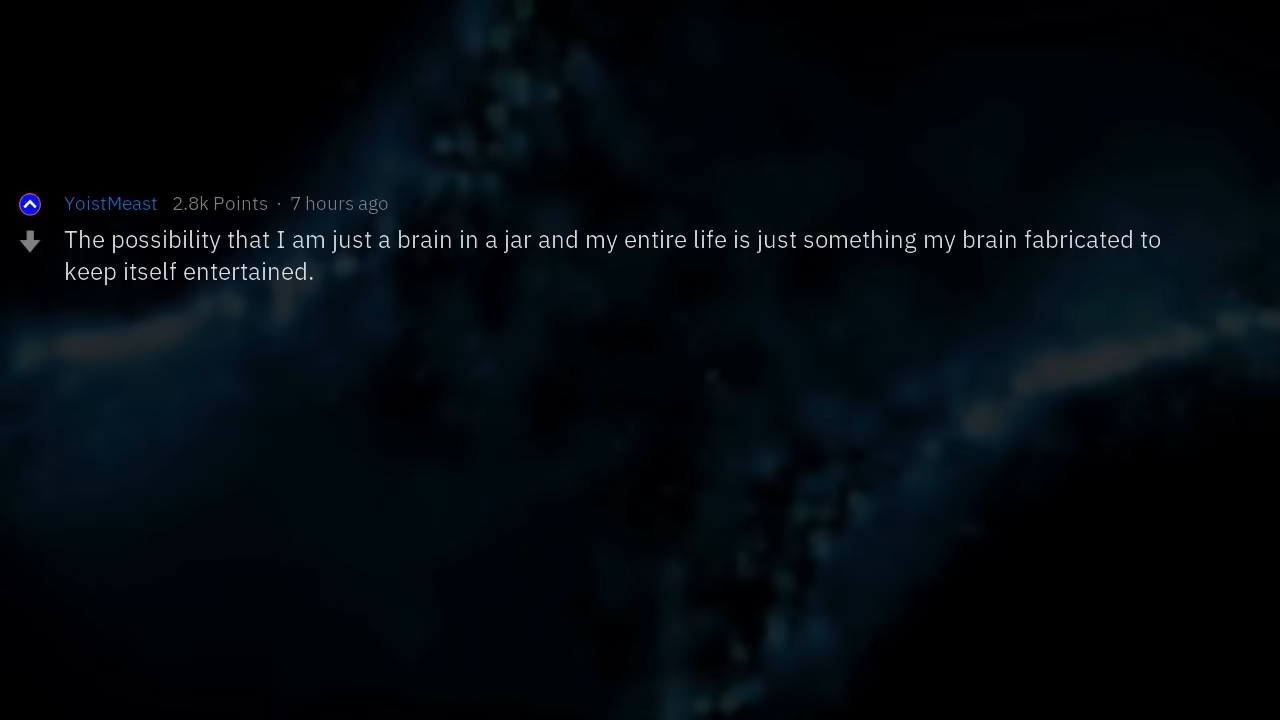 YoistMeast 2.8k Points · 7 hours ago
The possibility that I am just a brain in a jar and my entire life is just something my brain fabricated to
keep itself entertained.